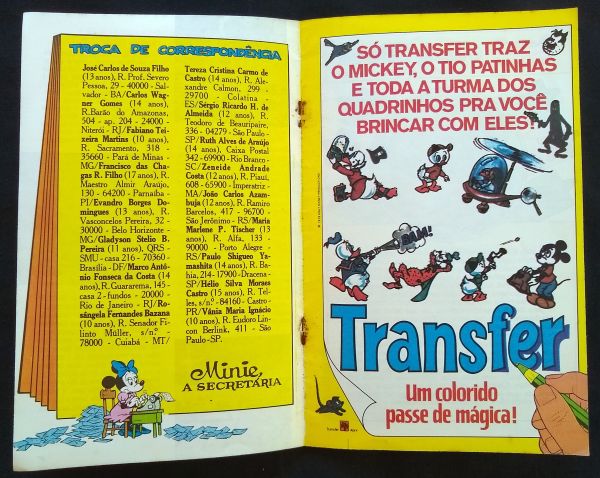 TROCA DE CORRESPONDÊNCIA
José Carlos de Souza Filho
(13 anos), R. Prof. Severo
Pessoa, 29 - 40000 - Sal-
vador - BA/Carlos Wag-
ner Gomes (14 anos),
R.Barão do Amazonas,
504 - ap. 204 - 24000 -
Niterói - RJ/Fabiano Tei-
xeira Martins (10 anos),
R. Sacramento, 318 -
35660 - Pará de Minas -
MG/Francisco das Cha-
gas R. Filho (17 anos), R.
Maestro Almir Araújo,
130 - 64200 - Parnaíba -
PI/Evandro Borges Do-
mingues (13 anos), R.
Vasconcelos Pereira, 32 -
30000 - Belo Horizonte -
MG/Gladyson Stelio B.
Pereira (11 anos), QRS -
SMU - casa 216 - 70360 -
Brasília - DF/Marco Antô-
nio Fonseca da Costa (14
anos),R.Guararema, 145 -
casa 2 - fundos - 20000 -
Rio de Janeiro - RJ/Ro-
sângela Fernandes Bazana
(10 anos), R. Senador Fi-
linto Müller, s/n.º -
78000 - Cuiabá - MT/
Tereza Cristina Carmo de
Castro (14 anos), R. Ale-
xandre Calmon, 299 -
29700 - Colatina -
ES/Sérgio Ricardo H. de
Almeida (12 anos), R.
Teodoro de Beauripaire,
336 - 04279 - São Paulo -
SP/Ruth Alves de Araújo
(14 anos), Caixa Postal
342 - 69900 - Rio Branco -
SC/Zeneide Andrade
Costa (12 anos), R. Piauí,
608 - 65900 - Imperatriz -
MA/João Carlos Azam-
buja (12 anos), R. Ramiro
Barcelos, 417 - 96700 -
São Jerônimo - RS/Maria
Marlene P. Tischer (13
anos), R. Alfa, 133 -
90000 - Porto Alegre -
RS/Paulo Shigueo Ya-
mashita (14 anos), R. Ba-
hia, 214 - 17900 - Dracena -
SP/Hélio Silva Moraes
Castro (15 anos), R. Tel-
les, s/n.º - 84160 - Castro -
PR/Vânia Maria Ignácio
(10 anos), R. Eudoro Lin-
con Berlink, 411 - São
Paulo-SP.
Minie,
A SECRETÁRIA
SÓ TRANSFER TRAZ
O MICKEY, O TIO PATINHAS
E TODA A TURMA DOS
QUADRINHOS PRA VOCÊ
BRINCAR COM ELES!
BAM!
Transfer
Um colorido
passe de mágica!
Transfer Abril